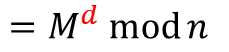 = M^d mod n